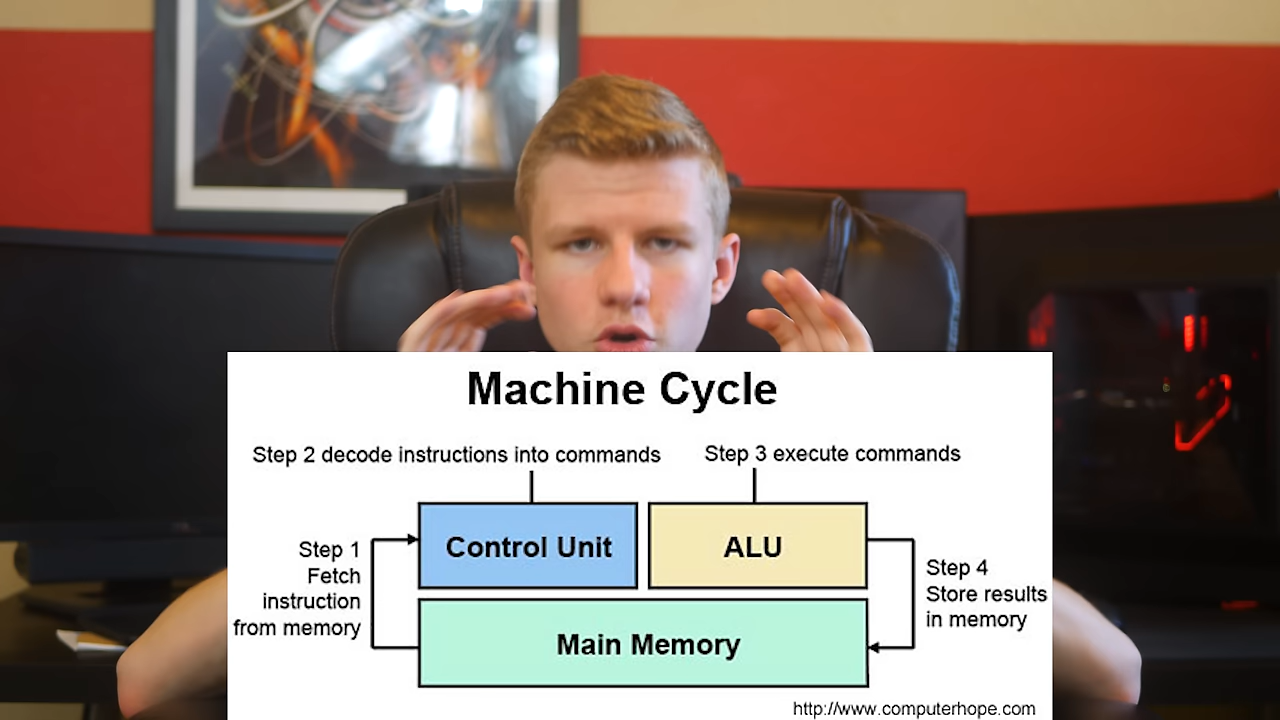 Machine Cycle
Step 2 decode instructions into commands
Step 3 execute commands
Control Unit
ALU
Step 1
Fetch
instruction
from memory
Step 4
Store results
in memory
Main Memory
http://www.computerhope.com